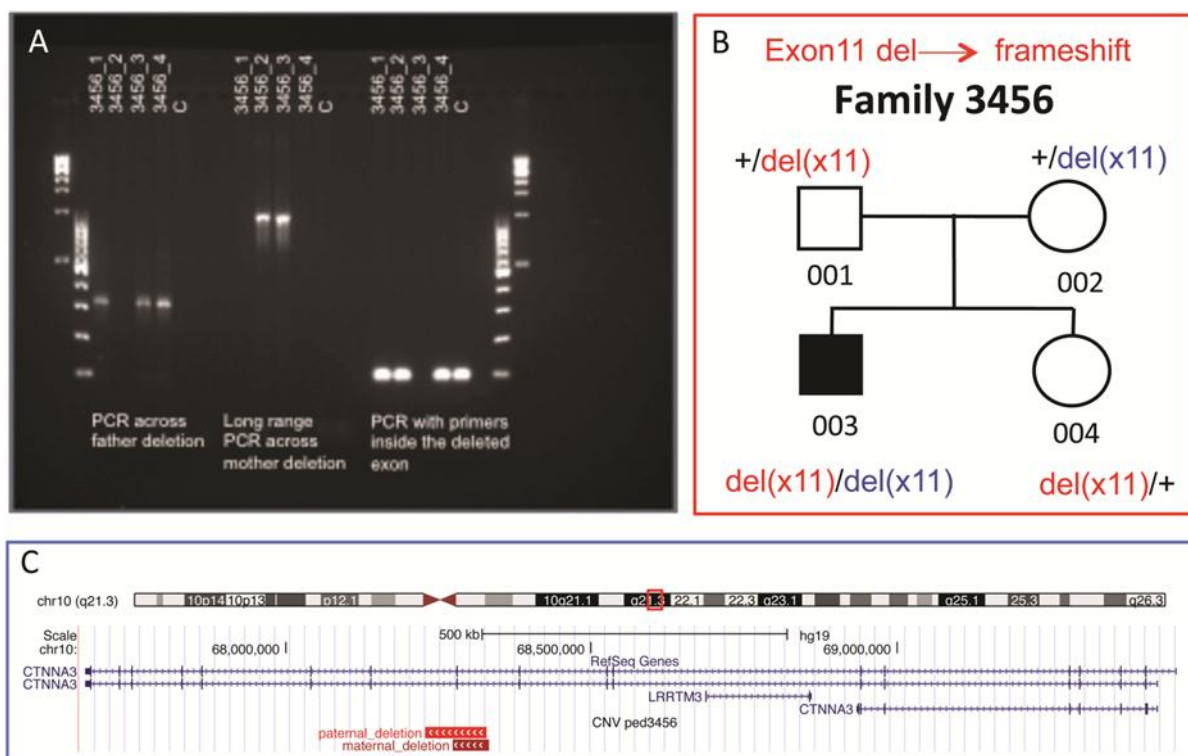 A
3456_1
3456_2
3456_3
3456_4
C
3456_1
3456_2
3456_3
3456_4
C
3456_1
3456_2
3456_3
3456_4
C
PCR across
father deletion
Long range
PCR across
mother deletion
PCR with primers
inside the deleted
exon
B
Exon11 del → frameshift
Family 3456
+/del(x11)
+/del(x11)
001
002
003
004
del(x11)/del(x11)
del(x11)/+
C
chr10 (q21.3)
10p14 10p13 p12.1 10q21.1 q21.3 22.1 22.3 q23.1 q25.1 25.3 q26.3
Scale 500 kb hg19
chr10: 68,000,000 68,500,000 69,000,000
RefSeq Genes
CTNNA3
CTNNA3
LRRTM3
CTNNA3
CNV ped3456
paternal_deletion
maternal_deletion